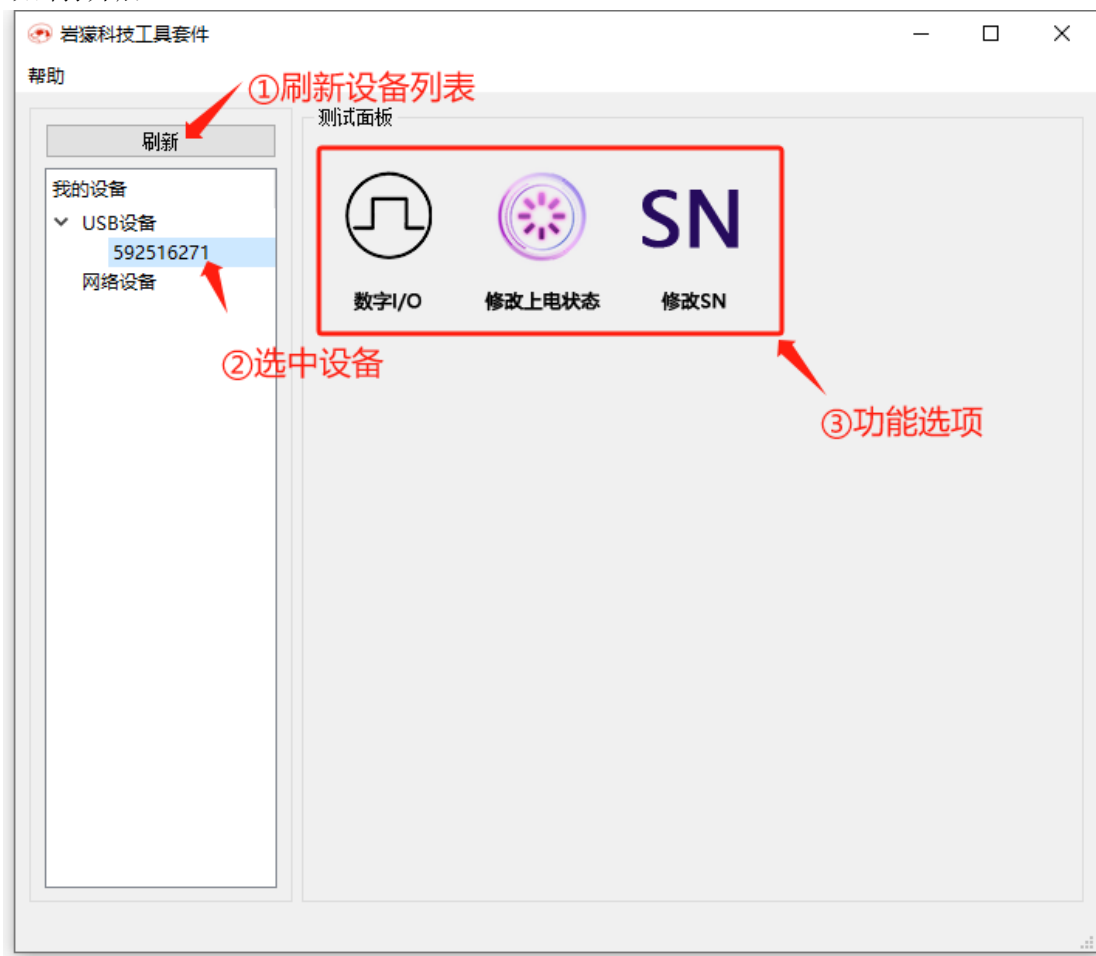 岩獴科技工具套件
帮助
①刷新设备列表
刷新
测试面板
我的设备
USB设备
592516271
网络设备
SN
数字I/O
修改上电状态
修改SN
②选中设备
③功能选项